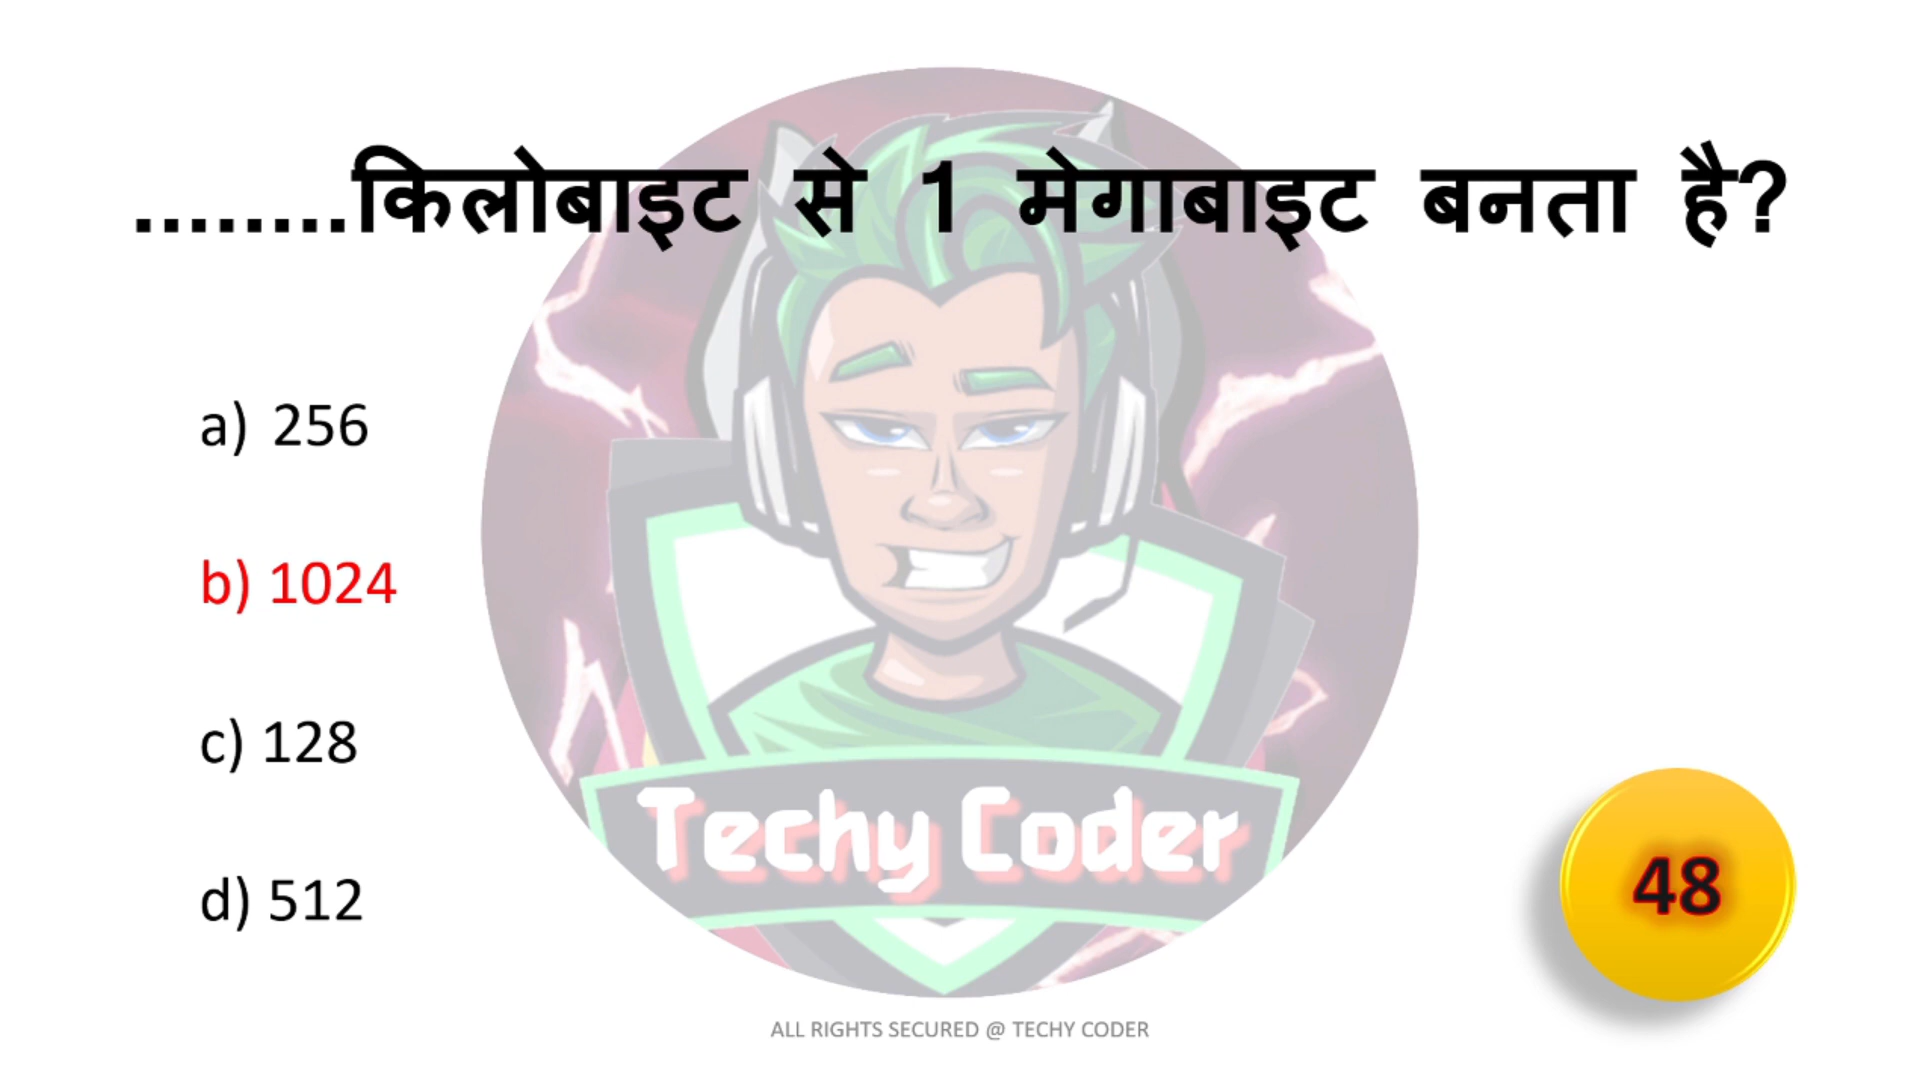 ........किलोबाइट से 1 मेगाबाइट बनता है?
a) 256
b) 1024
c) 128
d) 512
Techy Coder
48
ALL RIGHTS SECURED @ TECHY CODER